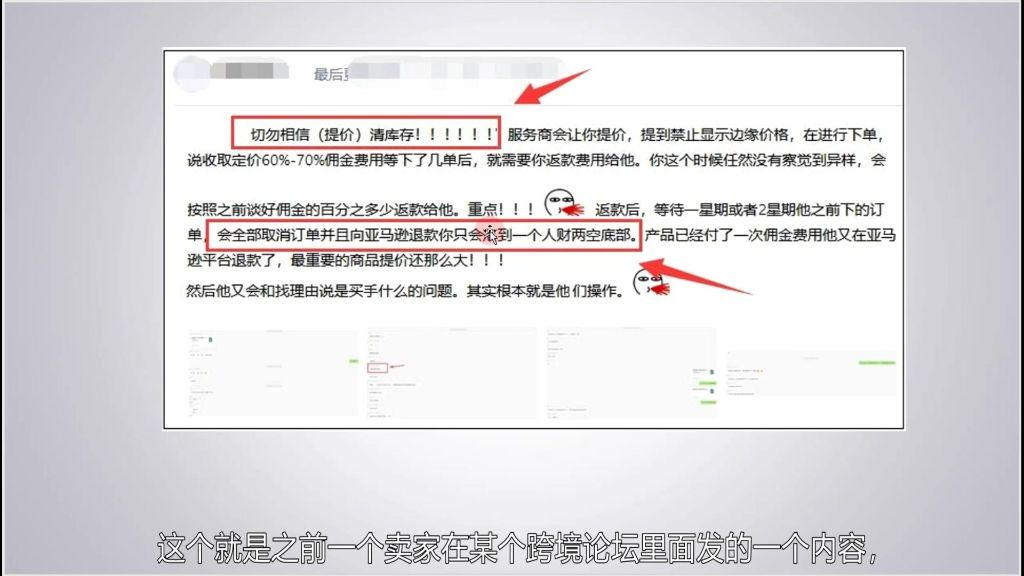 最后更
切勿相信（提价）清库存！！！！！！ 服务商会让你提价，提到禁止显示边缘价格，在进行下单，
说收取定价60%-70%佣金费用等下了几单后，就需要你返款费用给他。你这个时候任然没有察觉到异样，会
按照之前谈好佣金的百分之多少返款给他。重点！！！ 返款后，等待一星期或者2星期他之前下的订
单，会全部取消订单并且向亚马逊退款你只会 到一个人财两空底部。产品已经付了一次佣金费用他又在亚马
逊平台退款了，最重要的商品提价还那么大！！！
然后他又会和找理由说是买手什么的问题。其实根本就是他们操作。
这个就是之前一个卖家在某个跨境论坛里面发的一个内容，